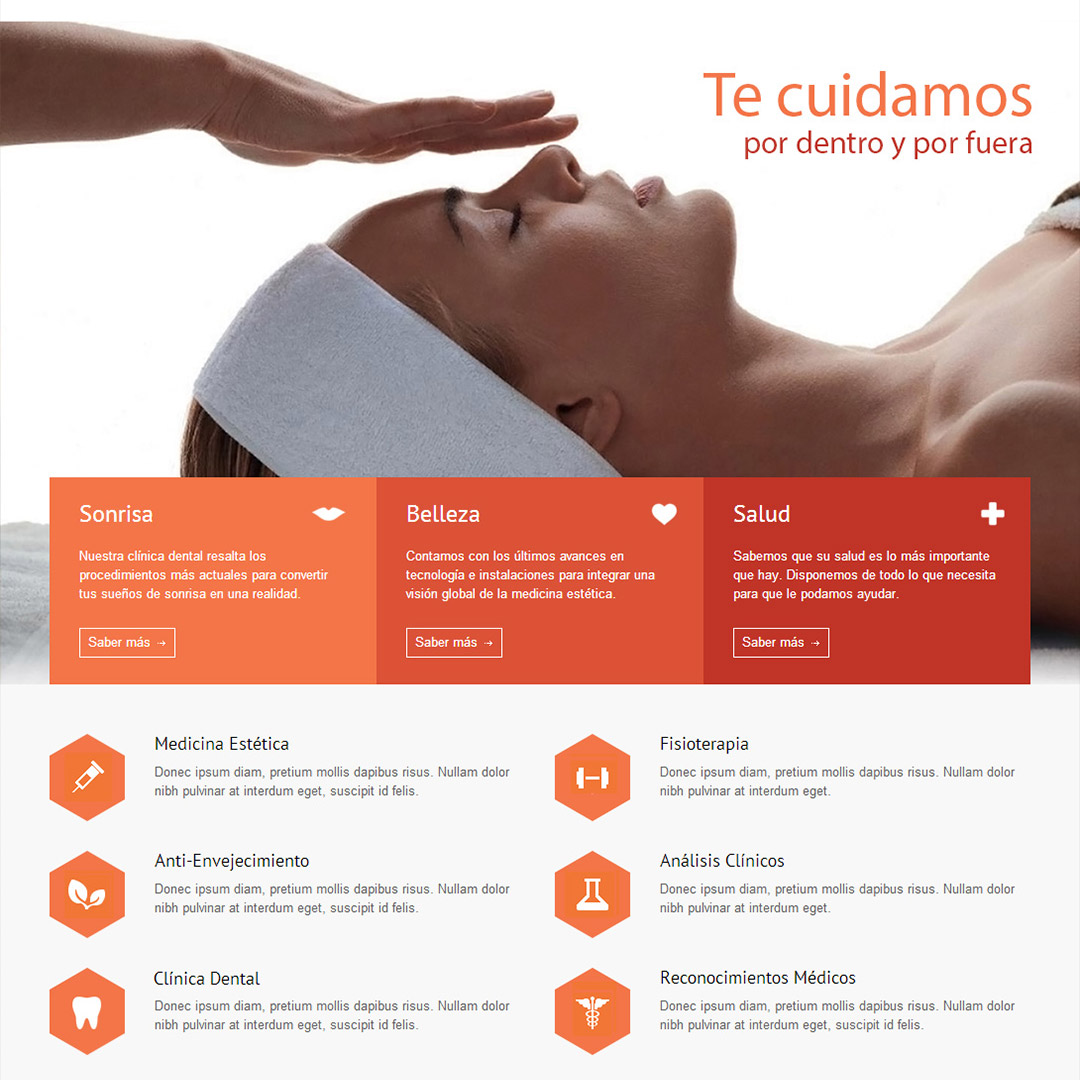 Te cuidamos
por dentro y por fuera
Sonrisa
Nuestra clínica dental resalta los
procedimientos más actuales para convertir
tus sueños de sonrisa en una realidad.
Saber más →
Belleza
Contamos con los últimos avances en
tecnología e instalaciones para integrar una
visión global de la medicina estética.
Saber más →
Salud
Sabemos que su salud es lo más importante
que hay. Disponemos de todo lo que necesita
para que le podamos ayudar.
Saber más →
Medicina Estética
Donec ipsum diam, pretium mollis dapibus risus. Nullam dolor
nibh pulvinar at interdum eget, suscipit id felis.
Fisioterapia
Donec ipsum diam, pretium mollis dapibus risus. Nullam dolor
nibh pulvinar at interdum eget.
Anti-Envejecimiento
Donec ipsum diam, pretium mollis dapibus risus. Nullam dolor
nibh pulvinar at interdum eget, suscipit id felis.
Análisis Clínicos
Donec ipsum diam, pretium mollis dapibus risus. Nullam dolor
nibh pulvinar at interdum eget.
Clínica Dental
Donec ipsum diam, pretium mollis dapibus risus. Nullam dolor
nibh pulvinar at interdum eget, suscipit id felis.
Reconocimientos Médicos
Donec ipsum diam, pretium mollis dapibus risus. Nullam dolor
nibh pulvinar at interdum eget, suscipit id felis.